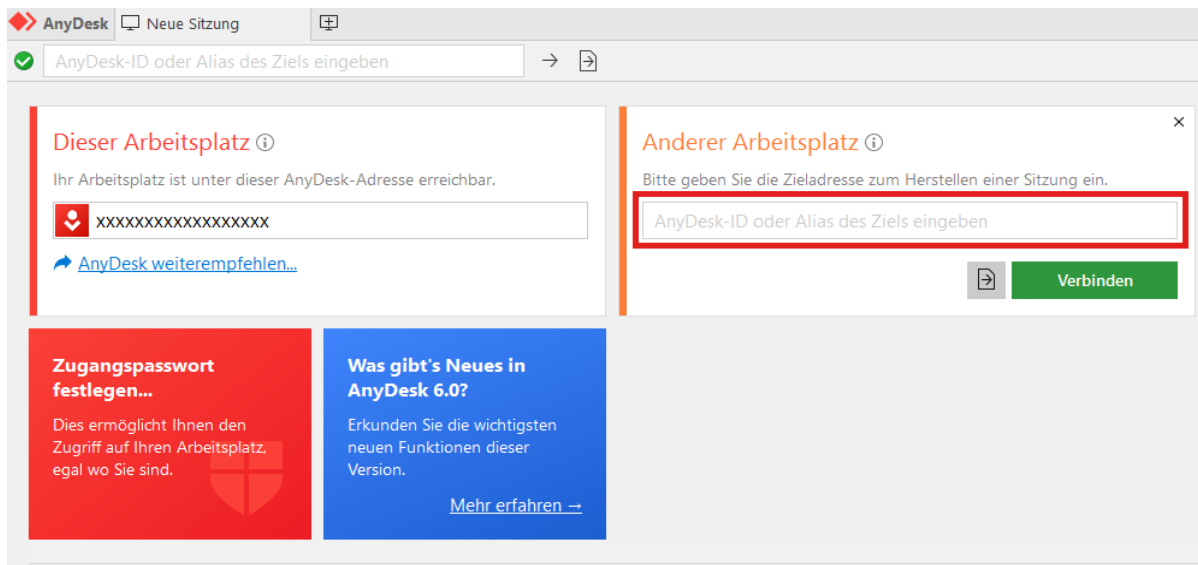 AnyDesk
Neue Sitzung
AnyDesk-ID oder Alias des Ziels eingeben
Dieser Arbeitsplatz
Ihr Arbeitsplatz ist unter dieser AnyDesk-Adresse erreichbar.
xxxxxxxxxxxxxxxxxx
AnyDesk weiterempfehlen...
Anderer Arbeitsplatz
Bitte geben Sie die Zieladresse zum Herstellen einer Sitzung ein.
AnyDesk-ID oder Alias des Ziels eingeben
Verbinden
Zugangspasswort
festlegen...
Dies ermöglicht Ihnen den
Zugriff auf Ihren Arbeitsplatz,
egal wo Sie sind.
Was gibt's Neues in
AnyDesk 6.0?
Erkunden Sie die wichtigsten
neuen Funktionen dieser
Version.
Mehr erfahren →